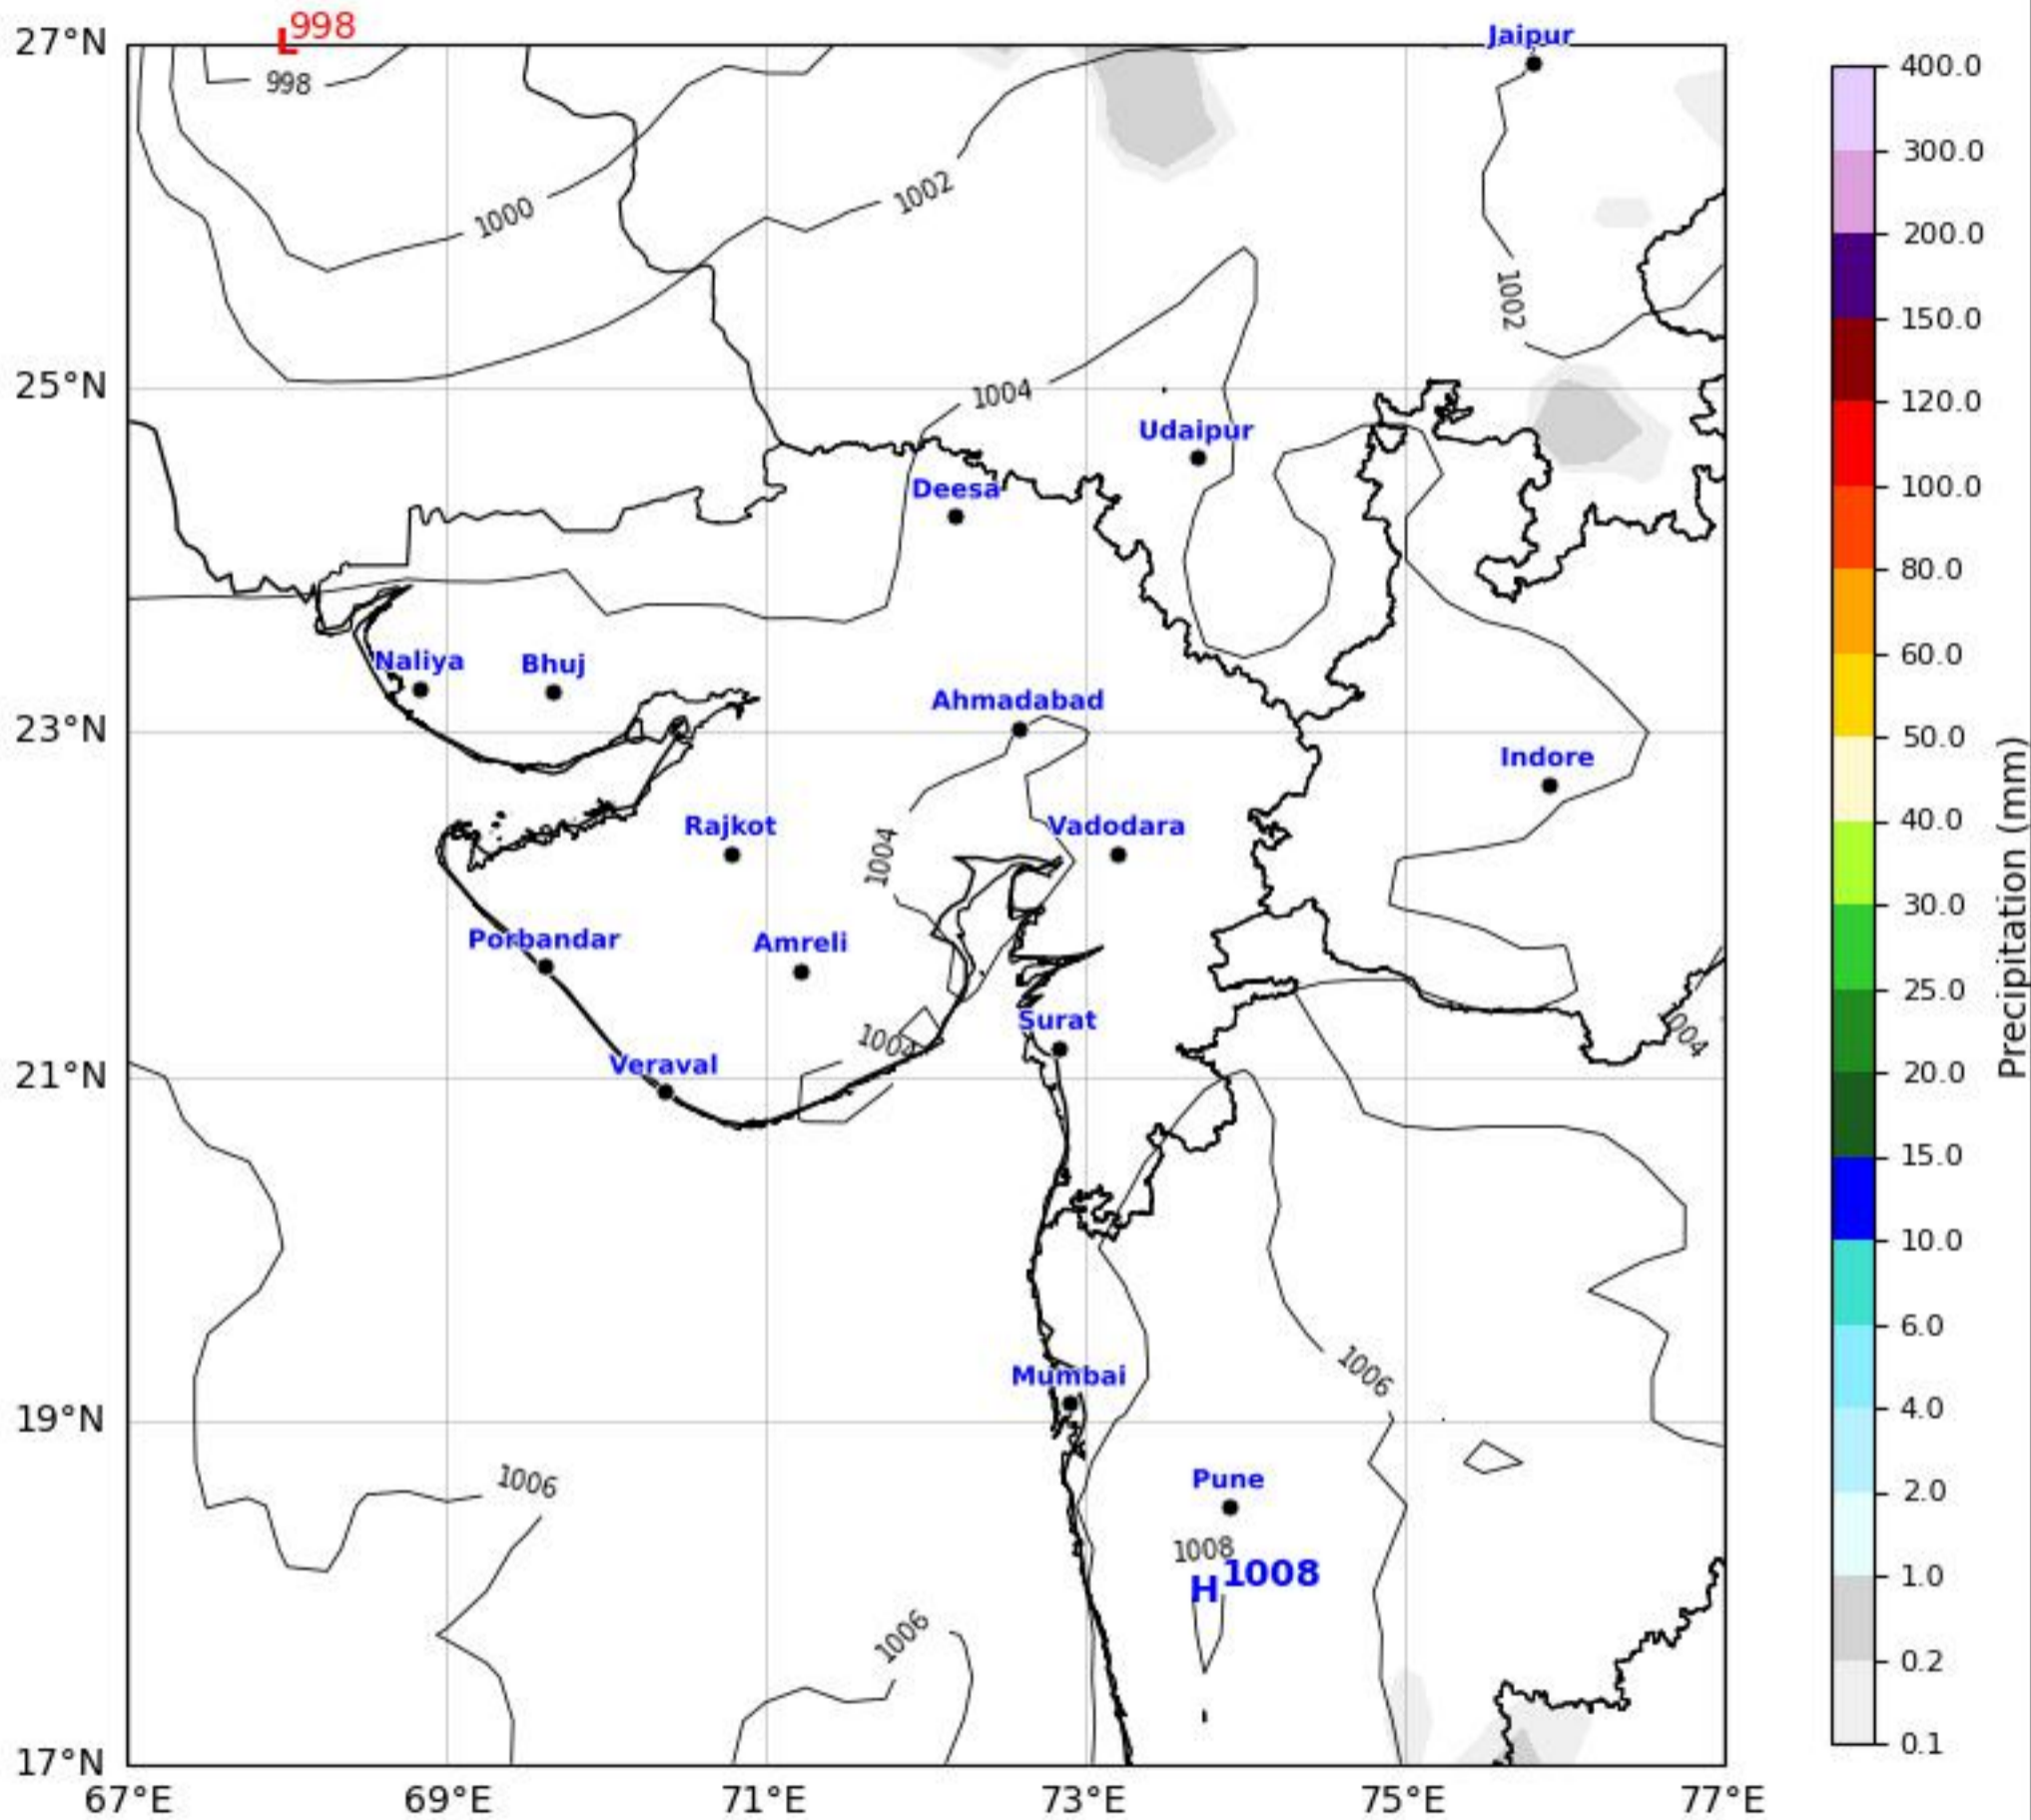 998
L
Jaipur
27°N
998
1000
1002
1002
25°N
1004
Udaipur
Deesa
Naliya
Bhuj
Ahmadabad
23°N
Indore
Rajkot
Vadodara
1004
Porbandar
Amreli
Surat
1004
1004
Veraval
21°N
1006
Mumbai
19°N
Pune
1006
1008
H 1008
1006
17°N
67°E 69°E 71°E 73°E 75°E 77°E
400.0
300.0
200.0
150.0
120.0
100.0
80.0
60.0
50.0
40.0
30.0
25.0
20.0
15.0
10.0
6.0
4.0
2.0
1.0
0.2
0.1
Precipitation (mm)